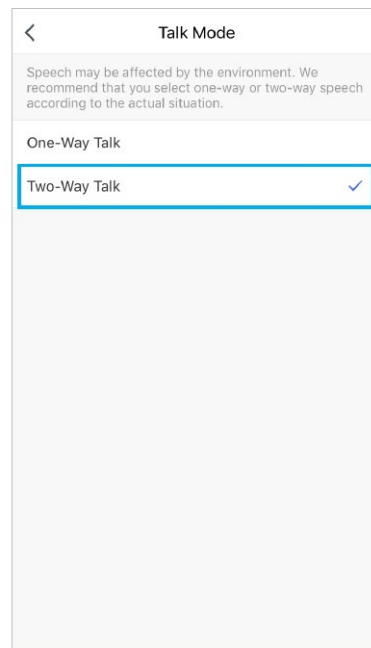 Talk Mode
Speech may be affected by the environment. We
recommend that you select one-way or two-way speech
according to the actual situation.
One-Way Talk
Two-Way Talk